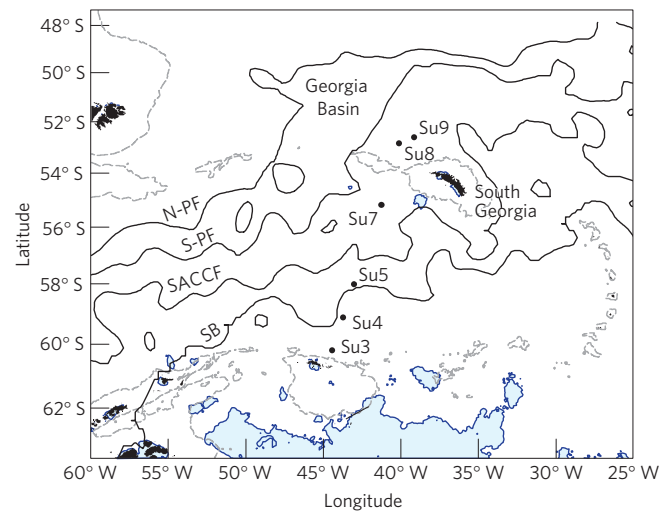 48° S
50° S
52° S
54° S
56° S
58° S
60° S
62° S
Latitude
Georgia
Basin
Su9
Su8
South
Georgia
N-PF
Su7
S-PF
SACCF
Su5
SB
Su4
Su3
60° W
55° W
50° W
45° W
40° W
35° W
30° W
25° W
Longitude